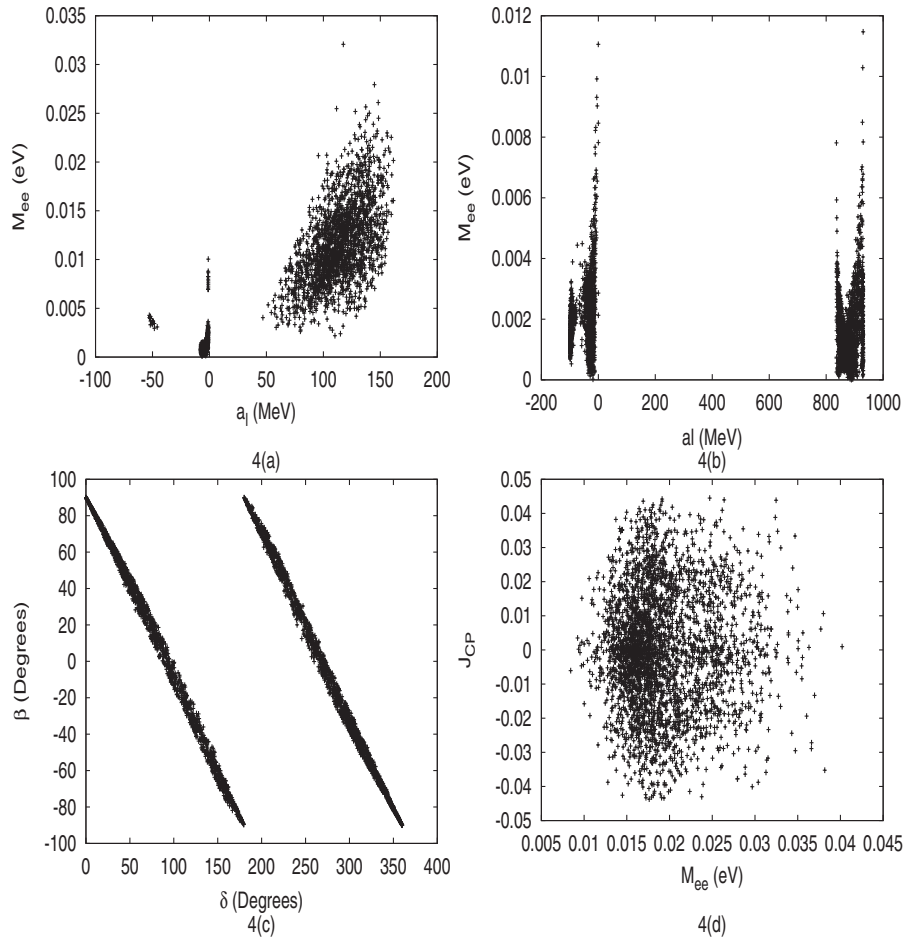 0.035
0.03
0.025
0.02
0.015
0.01
0.005
0
M_ee (eV)
-100 -50 0 50 100 150 200
a_l (MeV)
4(a)
0.012
0.01
0.008
0.006
0.004
0.002
0
M_ee (eV)
-200 0 200 400 600 800 1000
al (MeV)
4(b)
100
80
60
40
20
0
-20
-40
-60
-80
-100
β (Degrees)
0 50 100 150 200 250 300 350 400
δ (Degrees)
4(c)
0.05
0.04
0.03
0.02
0.01
0
-0.01
-0.02
-0.03
-0.04
-0.05
J_CP
0.005 0.01 0.015 0.02 0.025 0.03 0.035 0.04 0.045
M_ee (eV)
4(d)